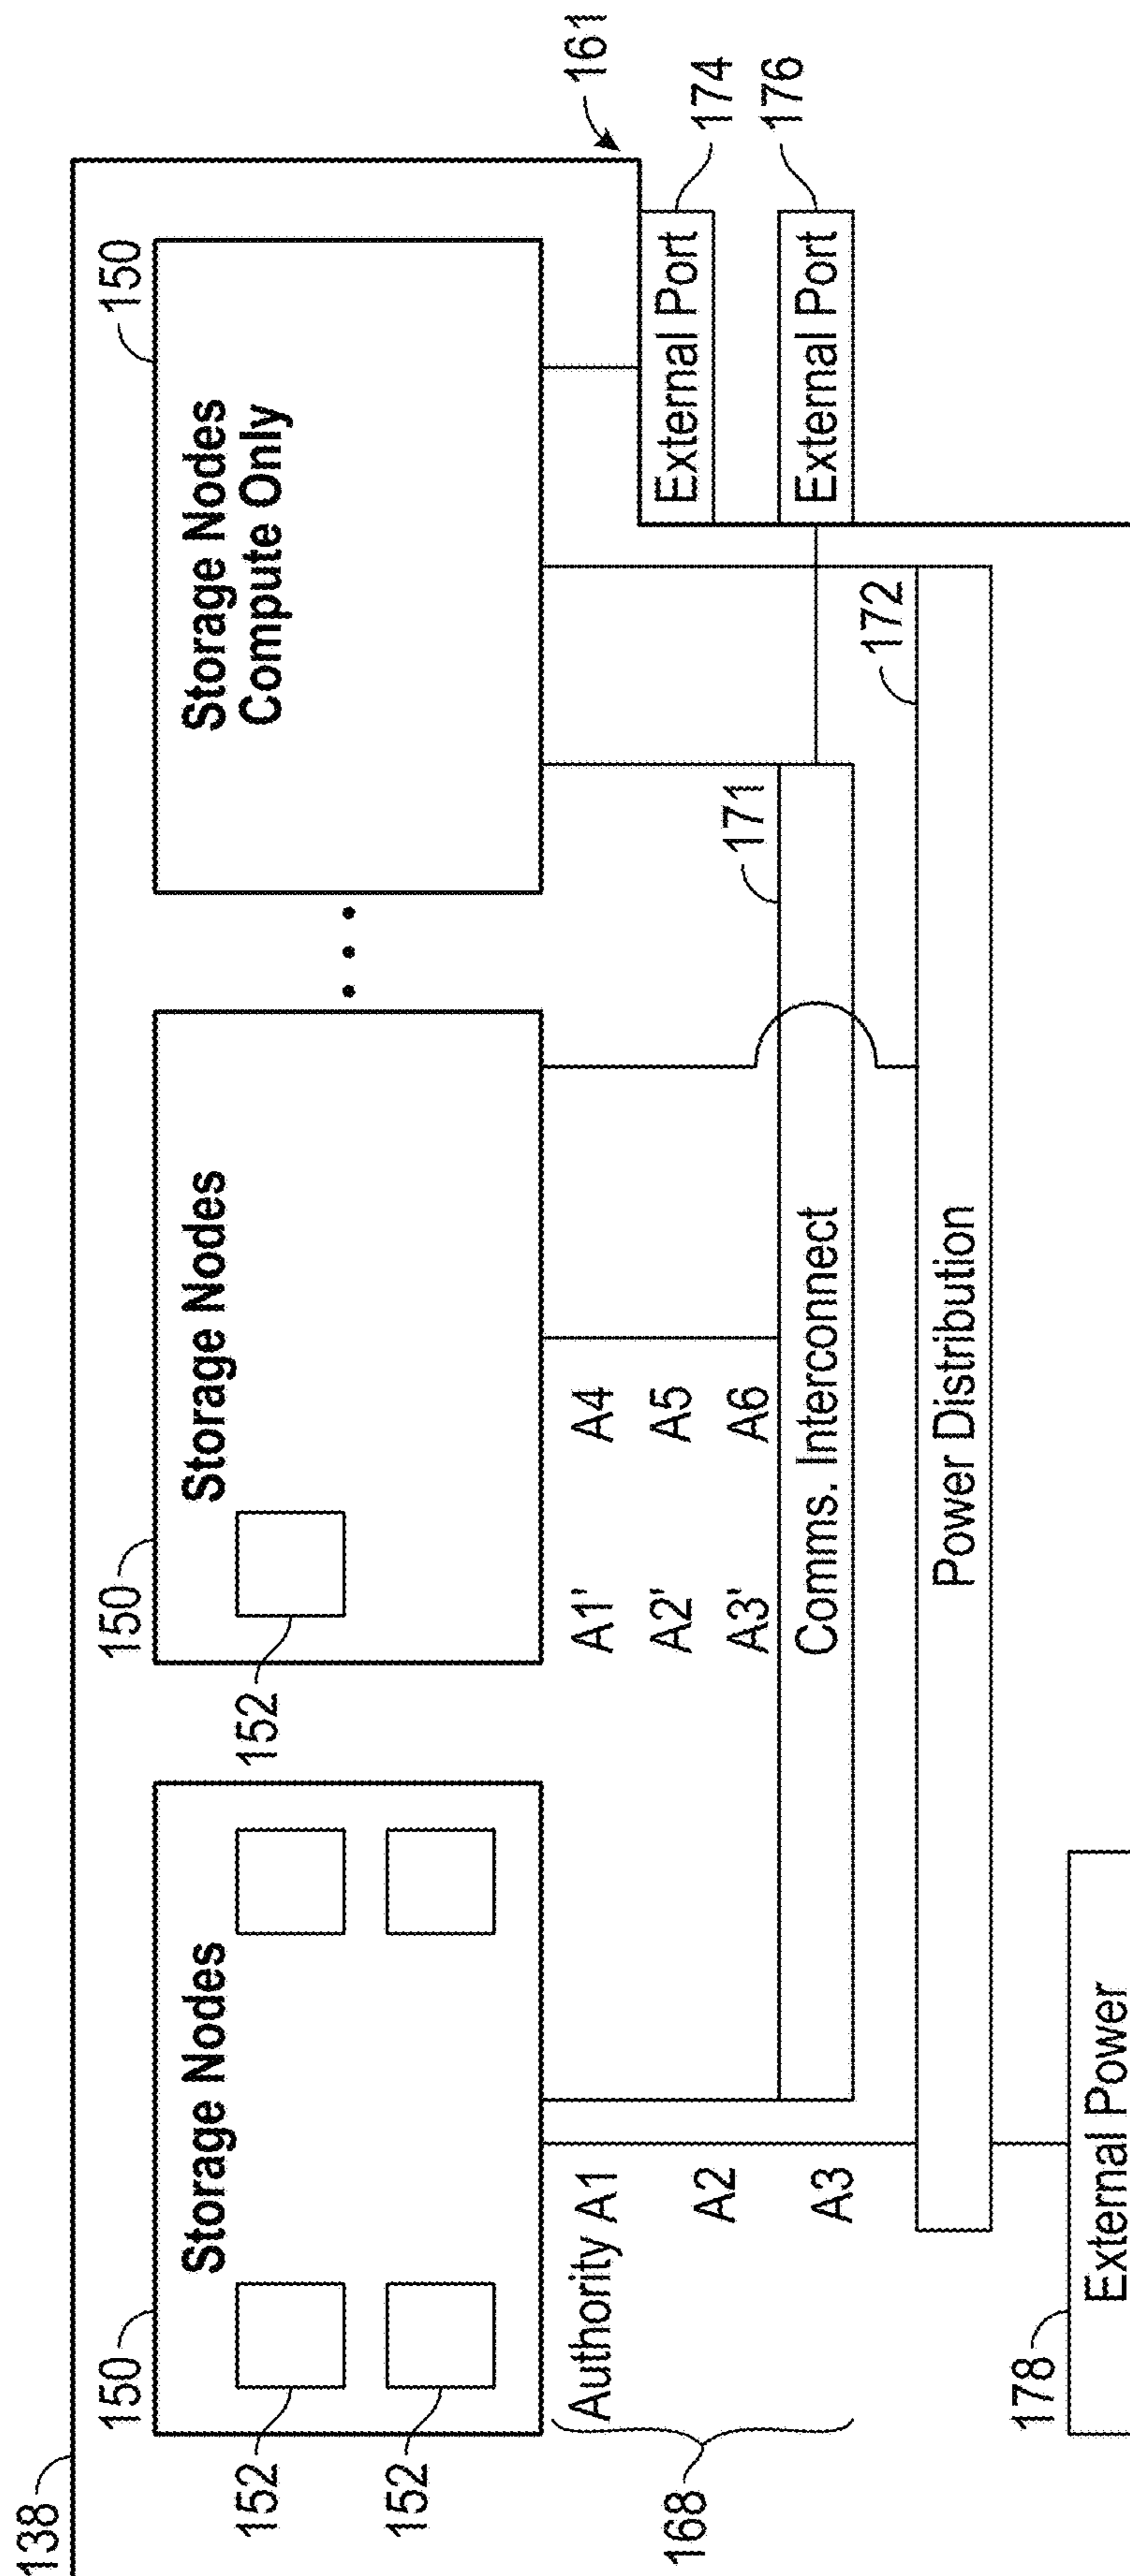 138
161
150
150
150
Storage Nodes
Storage Nodes
Storage Nodes
Compute Only
152
152
152
168
Authority A1
A2
A3
A1'
A2'
A3'
A4
A5
A6
External Port
174
External Port
176
171
Comms. Interconnect
172
Power Distribution
178
External Power